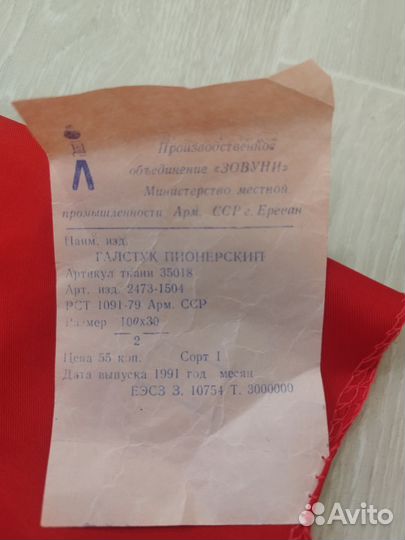 Производственное
объединение «ЗОВУНИ»
Министерство местной
промышленности Арм. ССР г. Ереван
Наим. изд.
ГАЛСТУК ПИОНЕРСКИЙ
Артикул ткани 35018
Арт. изд. 2473-1504
РСТ 1091-79 Арм. ССР
Размер 100х30
2
Цена 55 коп. Сорт I
Дата выпуска 1991 год месяц
ЕЭСЗ З. 10754 Т. 3000000
Avito